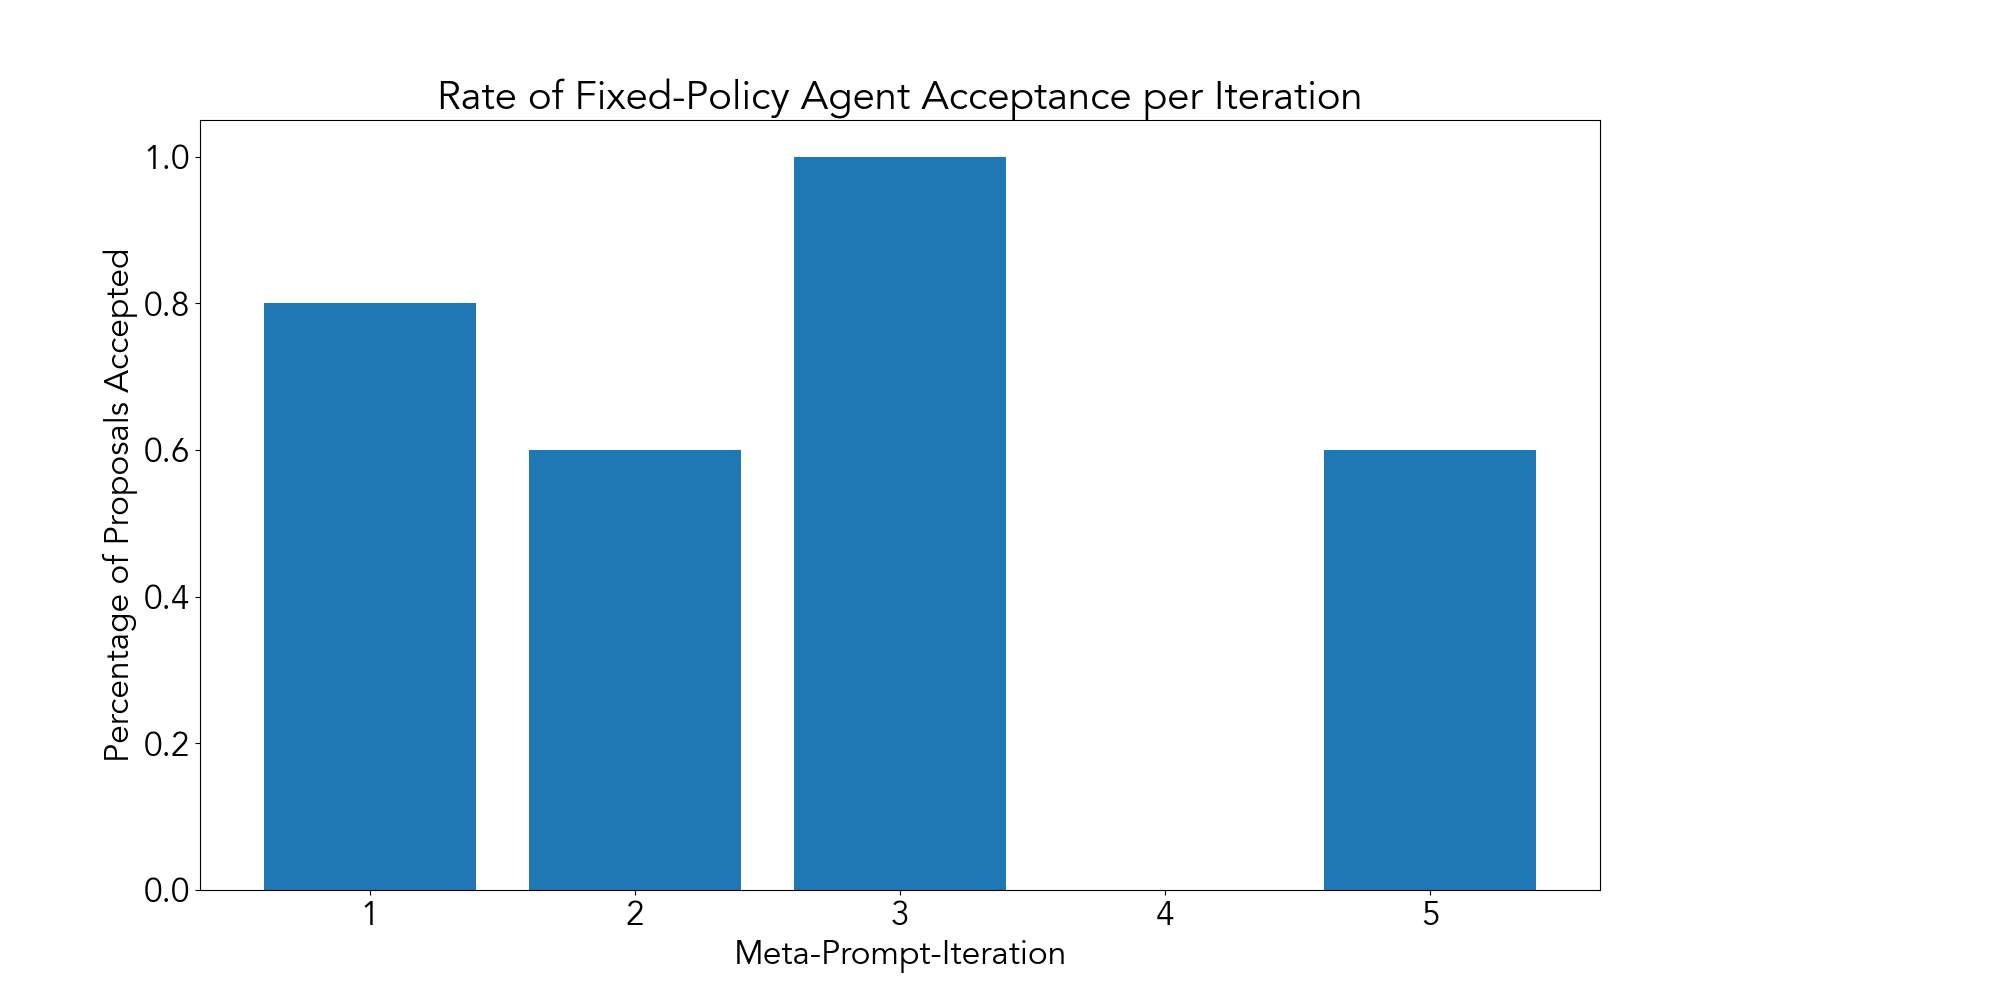 Rate of Fixed-Policy Agent Acceptance per Iteration
Percentage of Proposals Accepted
1.0
0.8
0.6
0.4
0.2
0.0
1 2 3 4 5
Meta-Prompt-Iteration